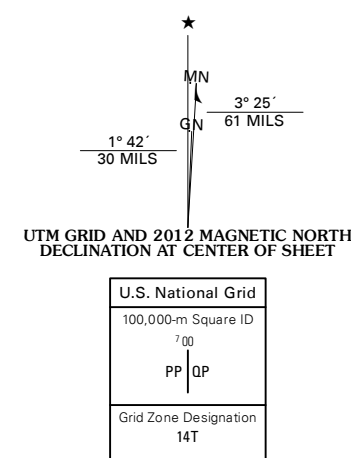 ★
MN
3° 25´
61 MILS
GN
1° 42´
30 MILS
UTM GRID AND 2012 MAGNETIC NORTH
DECLINATION AT CENTER OF SHEET
U.S. National Grid
100,000-m Square ID
7 00
PP QP
Grid Zone Designation
14T